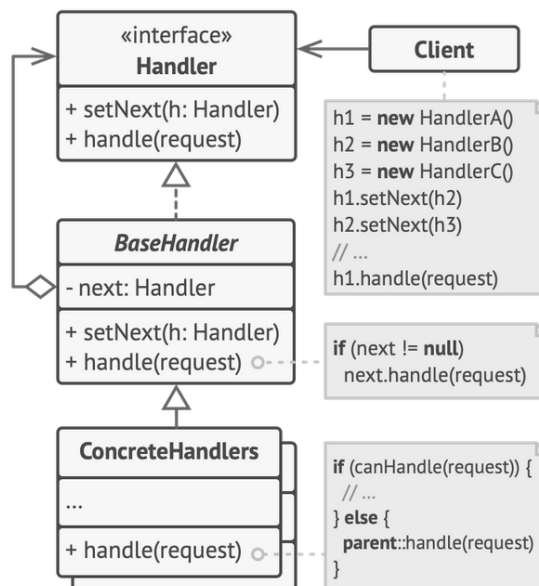 «interface»
Handler
+ setNext(h: Handler)
+ handle(request)
Client
h1 = new HandlerA()
h2 = new HandlerB()
h3 = new HandlerC()
h1.setNext(h2)
h2.setNext(h3)
// ...
h1.handle(request)
BaseHandler
- next: Handler
+ setNext(h: Handler)
+ handle(request)
if (next != null)
next.handle(request)
ConcreteHandlers
...
+ handle(request)
if (canHandle(request)) {
// ...
} else {
parent::handle(request)
}